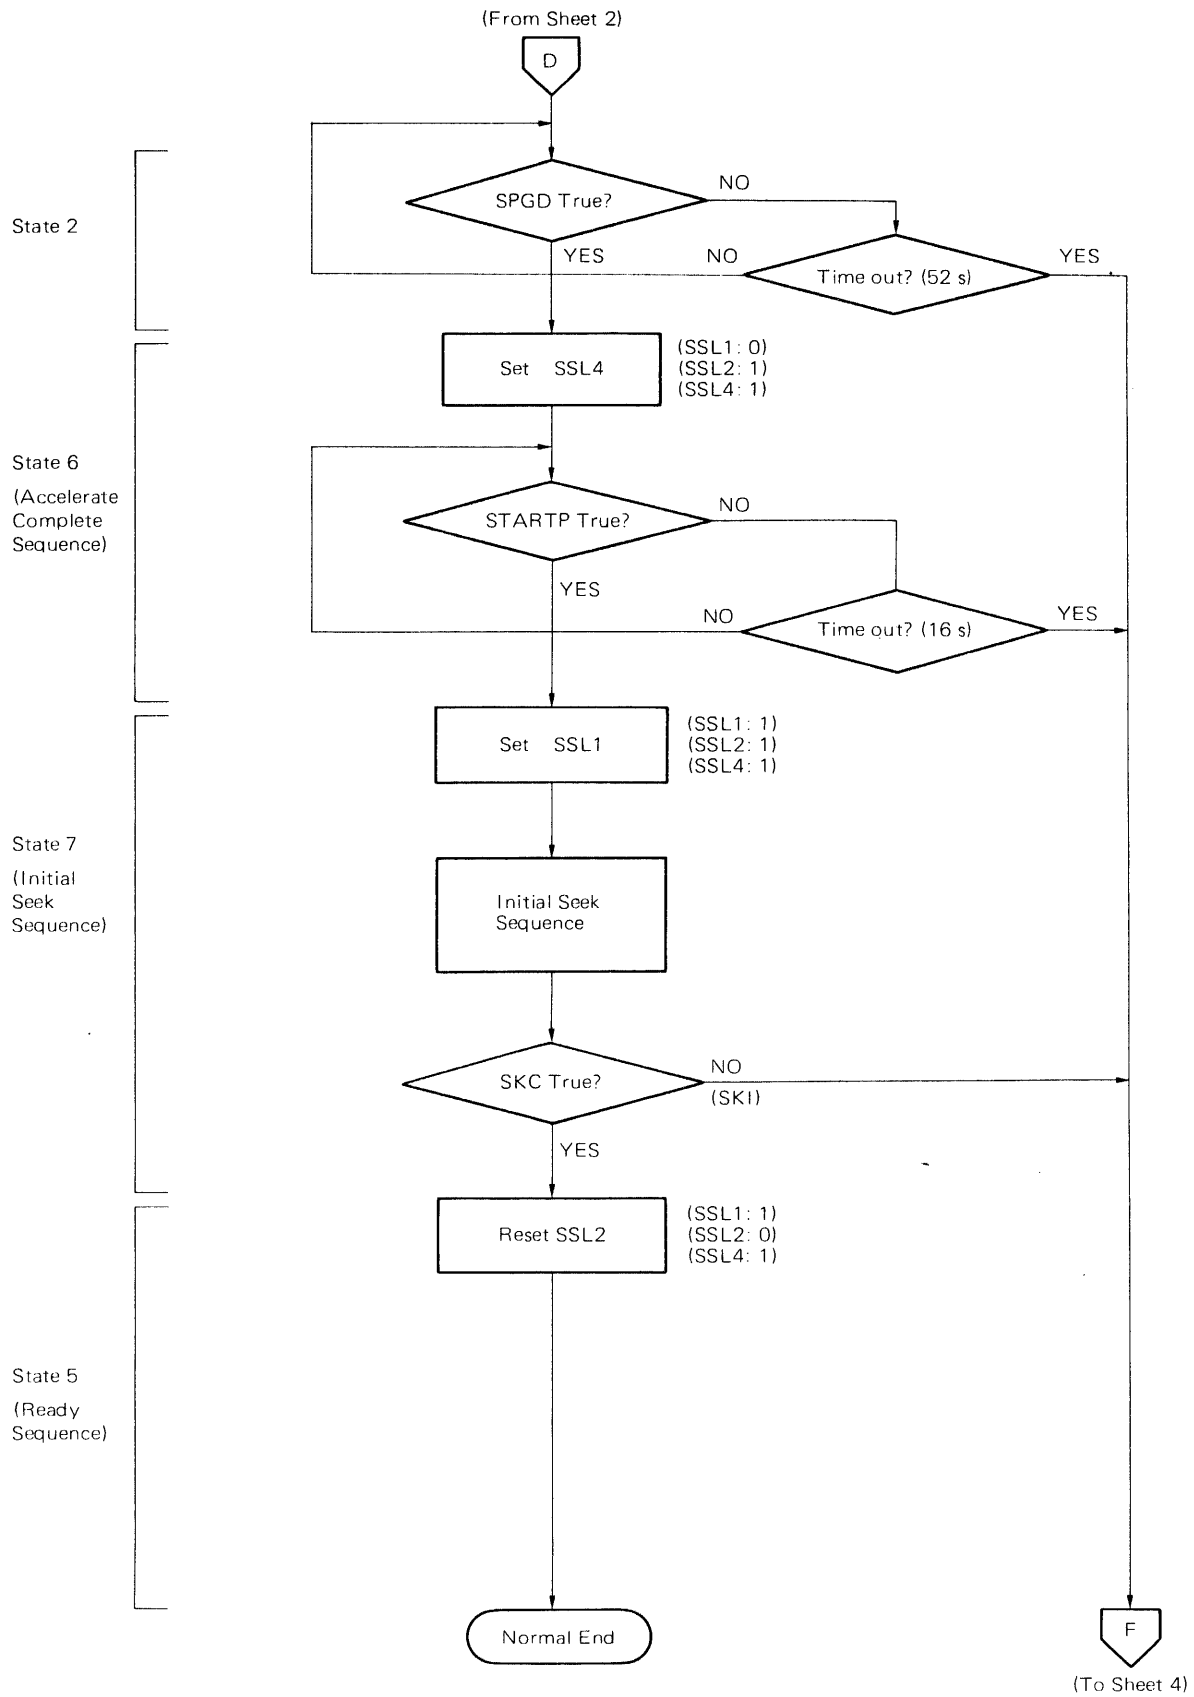 (From Sheet 2)
D
State 2
SPGD True?
NO
YES
NO
Time out? (52 s)
YES
Set SSL4
(SSL1: 0)
(SSL2: 1)
(SSL4: 1)
State 6
(Accelerate
Complete
Sequence)
STARTP True?
NO
YES
NO
Time out? (16 s)
YES
Set SSL1
(SSL1: 1)
(SSL2: 1)
(SSL4: 1)
State 7
(Initial
Seek
Sequence)
Initial Seek
Sequence
SKC True?
NO
(SKI)
YES
Reset SSL2
(SSL1: 1)
(SSL2: 0)
(SSL4: 1)
State 5
(Ready
Sequence)
Normal End
F
(To Sheet 4)